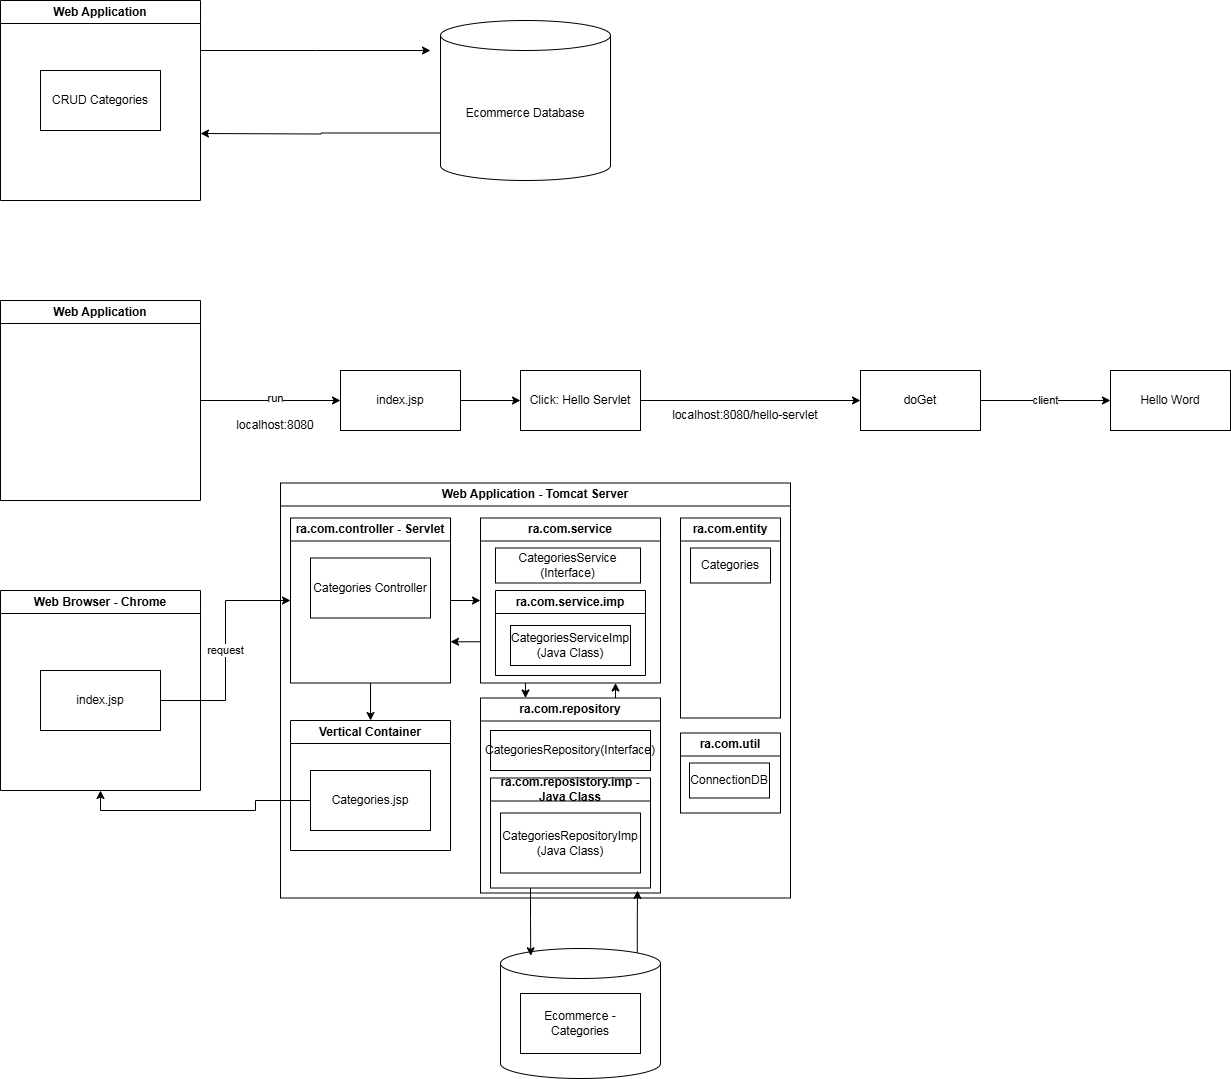 Web Application
CRUD Categories
Ecommerce Database
Web Application
run
localhost:8080
index.jsp
Click: Hello Servlet
localhost:8080/hello-servlet
doGet
client
Hello Word
Web Application - Tomcat Server
ra.com.controller - Servlet
Categories Controller
ra.com.service
CategoriesService
(Interface)
ra.com.service.imp
CategoriesServiceImp
(Java Class)
ra.com.entity
Categories
Web Browser - Chrome
index.jsp
request
Vertical Container
Categories.jsp
ra.com.repository
CategoriesRepository(Interface)
ra.com.reposistory.imp -
Java Class
CategoriesRepositoryImp
(Java Class)
ra.com.util
ConnectionDB
Ecommerce -
Categories